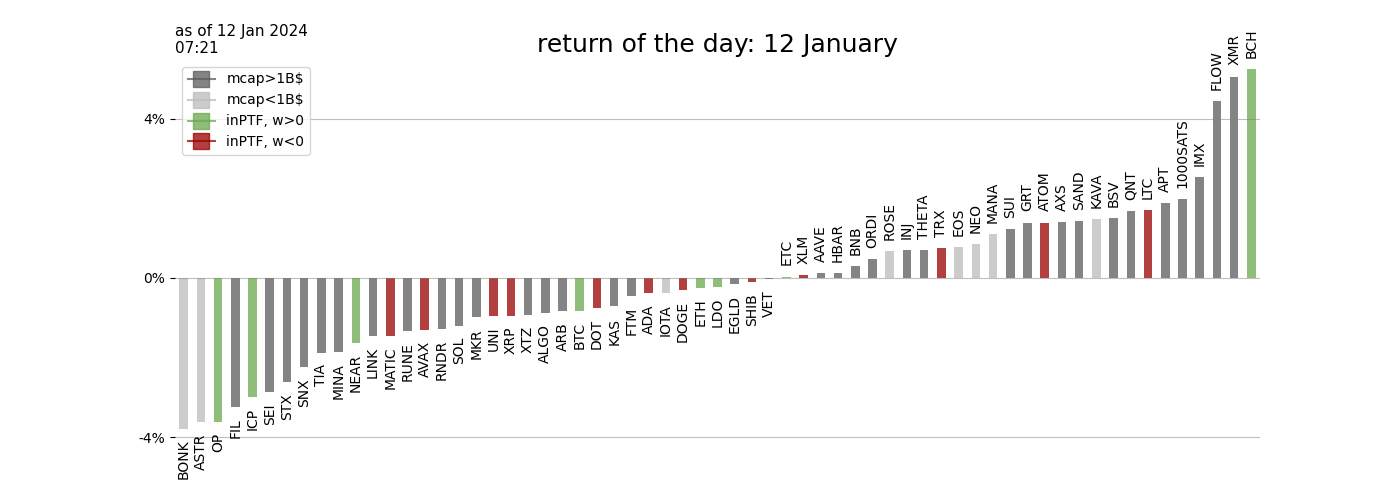 as of 12 Jan 2024
07:21
return of the day: 12 January
mcap>1B$
mcap<1B$
inPTF, w>0
inPTF, w<0
4%
0%
-4%
BONK
ASTR
OP
FIL
ICP
SEI
STX
SNX
TIA
MINA
NEAR
LINK
MATIC
RUNE
AVAX
RNDR
SOL
MKR
UNI
XRP
XTZ
ALGO
ARB
BTC
DOT
KAS
FTM
ADA
IOTA
DOGE
ETH
LDO
EGLD
SHIB
VET
ETC
XLM
AAVE
HBAR
BNB
ORDI
ROSE
INJ
THETA
TRX
EOS
NEO
MANA
SUI
GRT
ATOM
AXS
SAND
KAVA
BSV
QNT
LTC
APT
1000SATS
IMX
FLOW
XMR
BCH